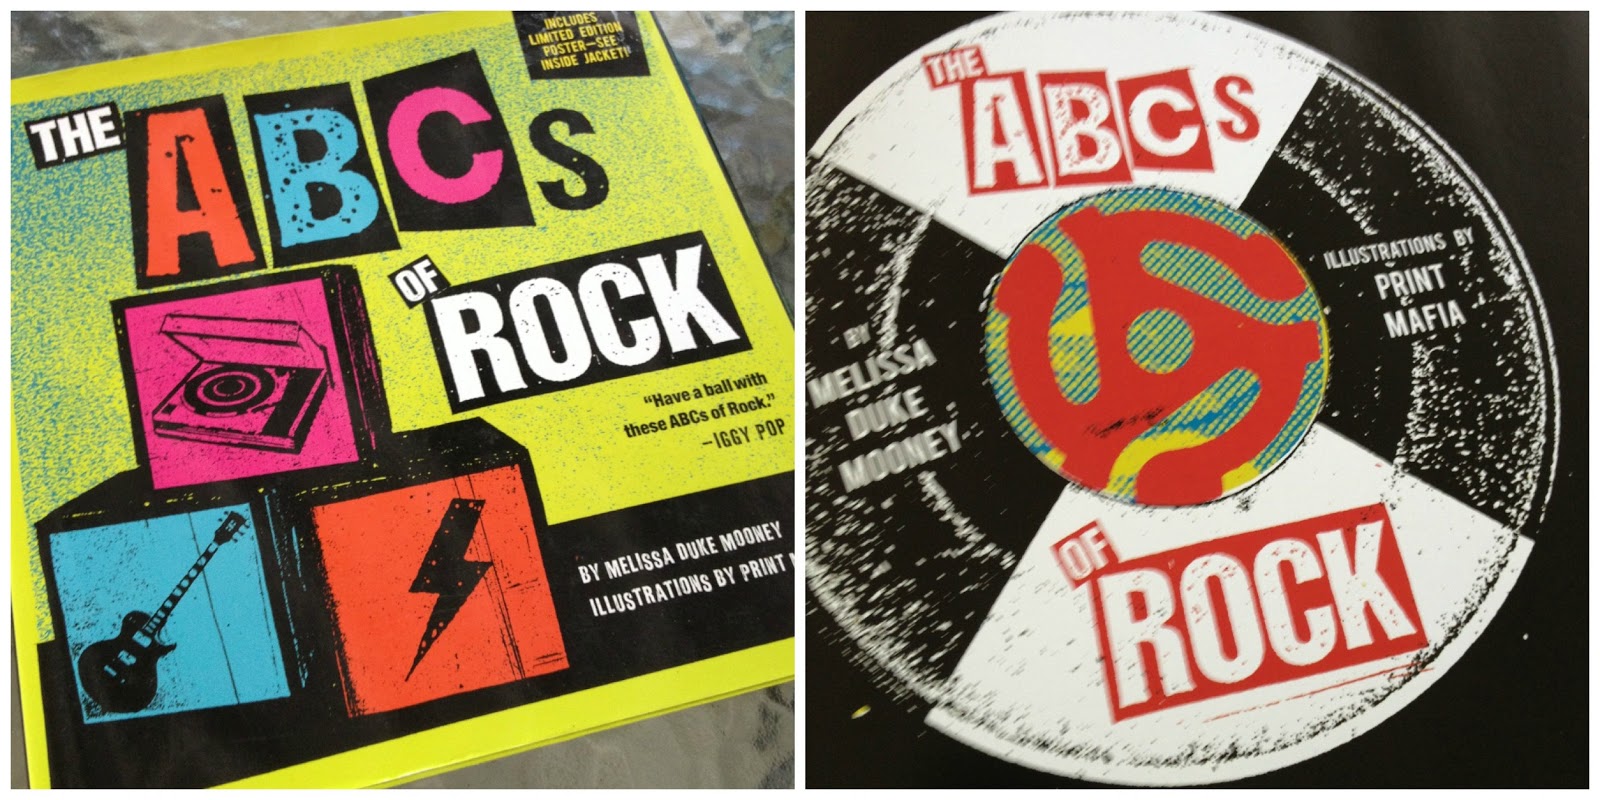 INCLUDES
LIMITED EDITION
POSTER—SEE
INSIDE JACKET!
THE ABCs
OF ROCK
"Have a ball with
these ABCs of Rock."
—IGGY POP
BY MELISSA DUKE MOONEY
ILLUSTRATIONS BY PRINT
THE ABCs
BY
MELISSA
DUKE
MOONEY
ILLUSTRATIONS BY
PRINT
MAFIA
OF ROCK